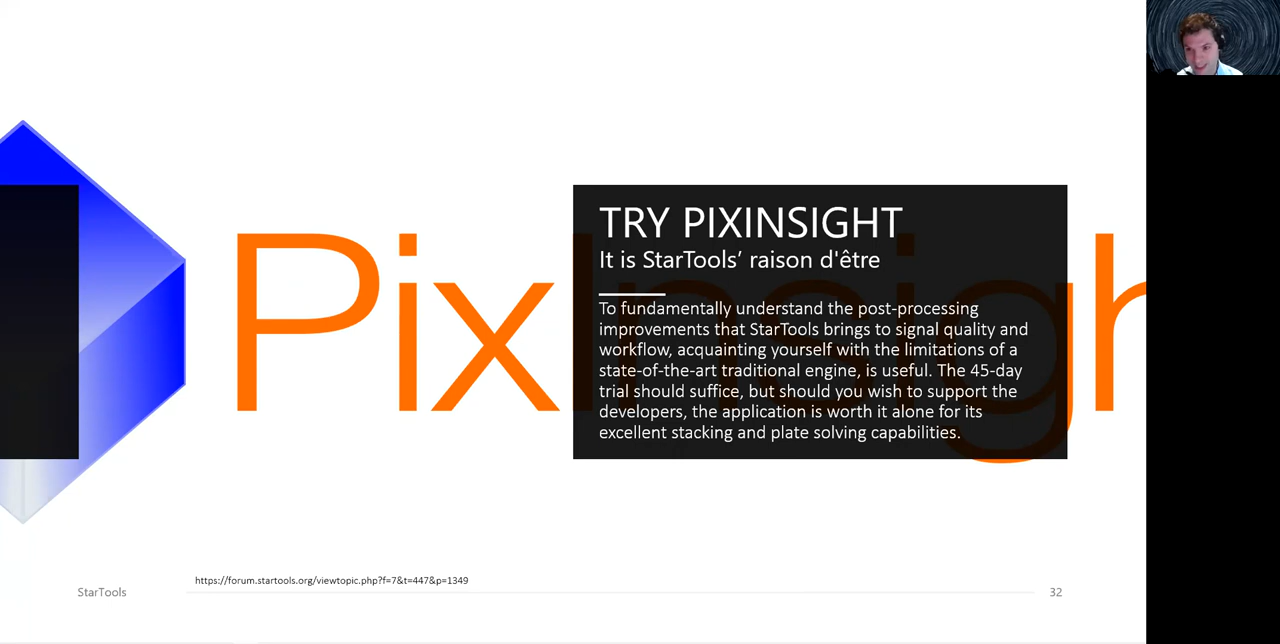 PixInsigh
TRY PIXINSIGHT
It is StarTools’ raison d'être
To fundamentally understand the post-processing
improvements that StarTools brings to signal quality and
workflow, acquainting yourself with the limitations of a
state-of-the-art traditional engine, is useful. The 45-day
trial should suffice, but should you wish to support the
developers, the application is worth it alone for its
excellent stacking and plate solving capabilities.
https://forum.startools.org/viewtopic.php?f=7&t=447&p=1349
StarTools
32